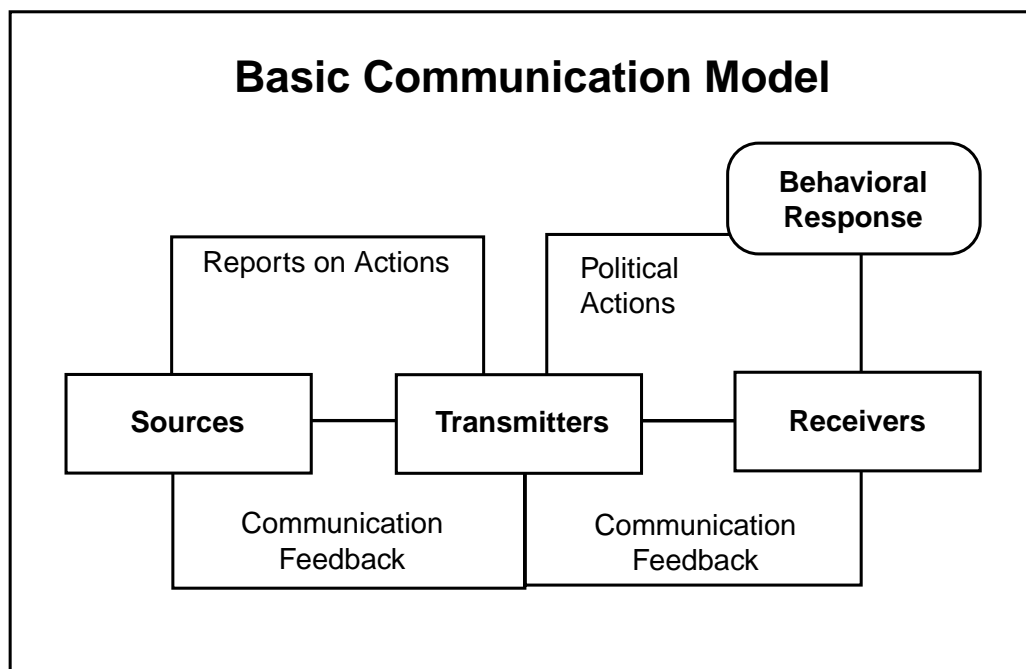 Basic Communication Model
Behavioral
Response
Reports on Actions
Political
Actions
Sources
Transmitters
Receivers
Communication
Feedback
Communication
Feedback